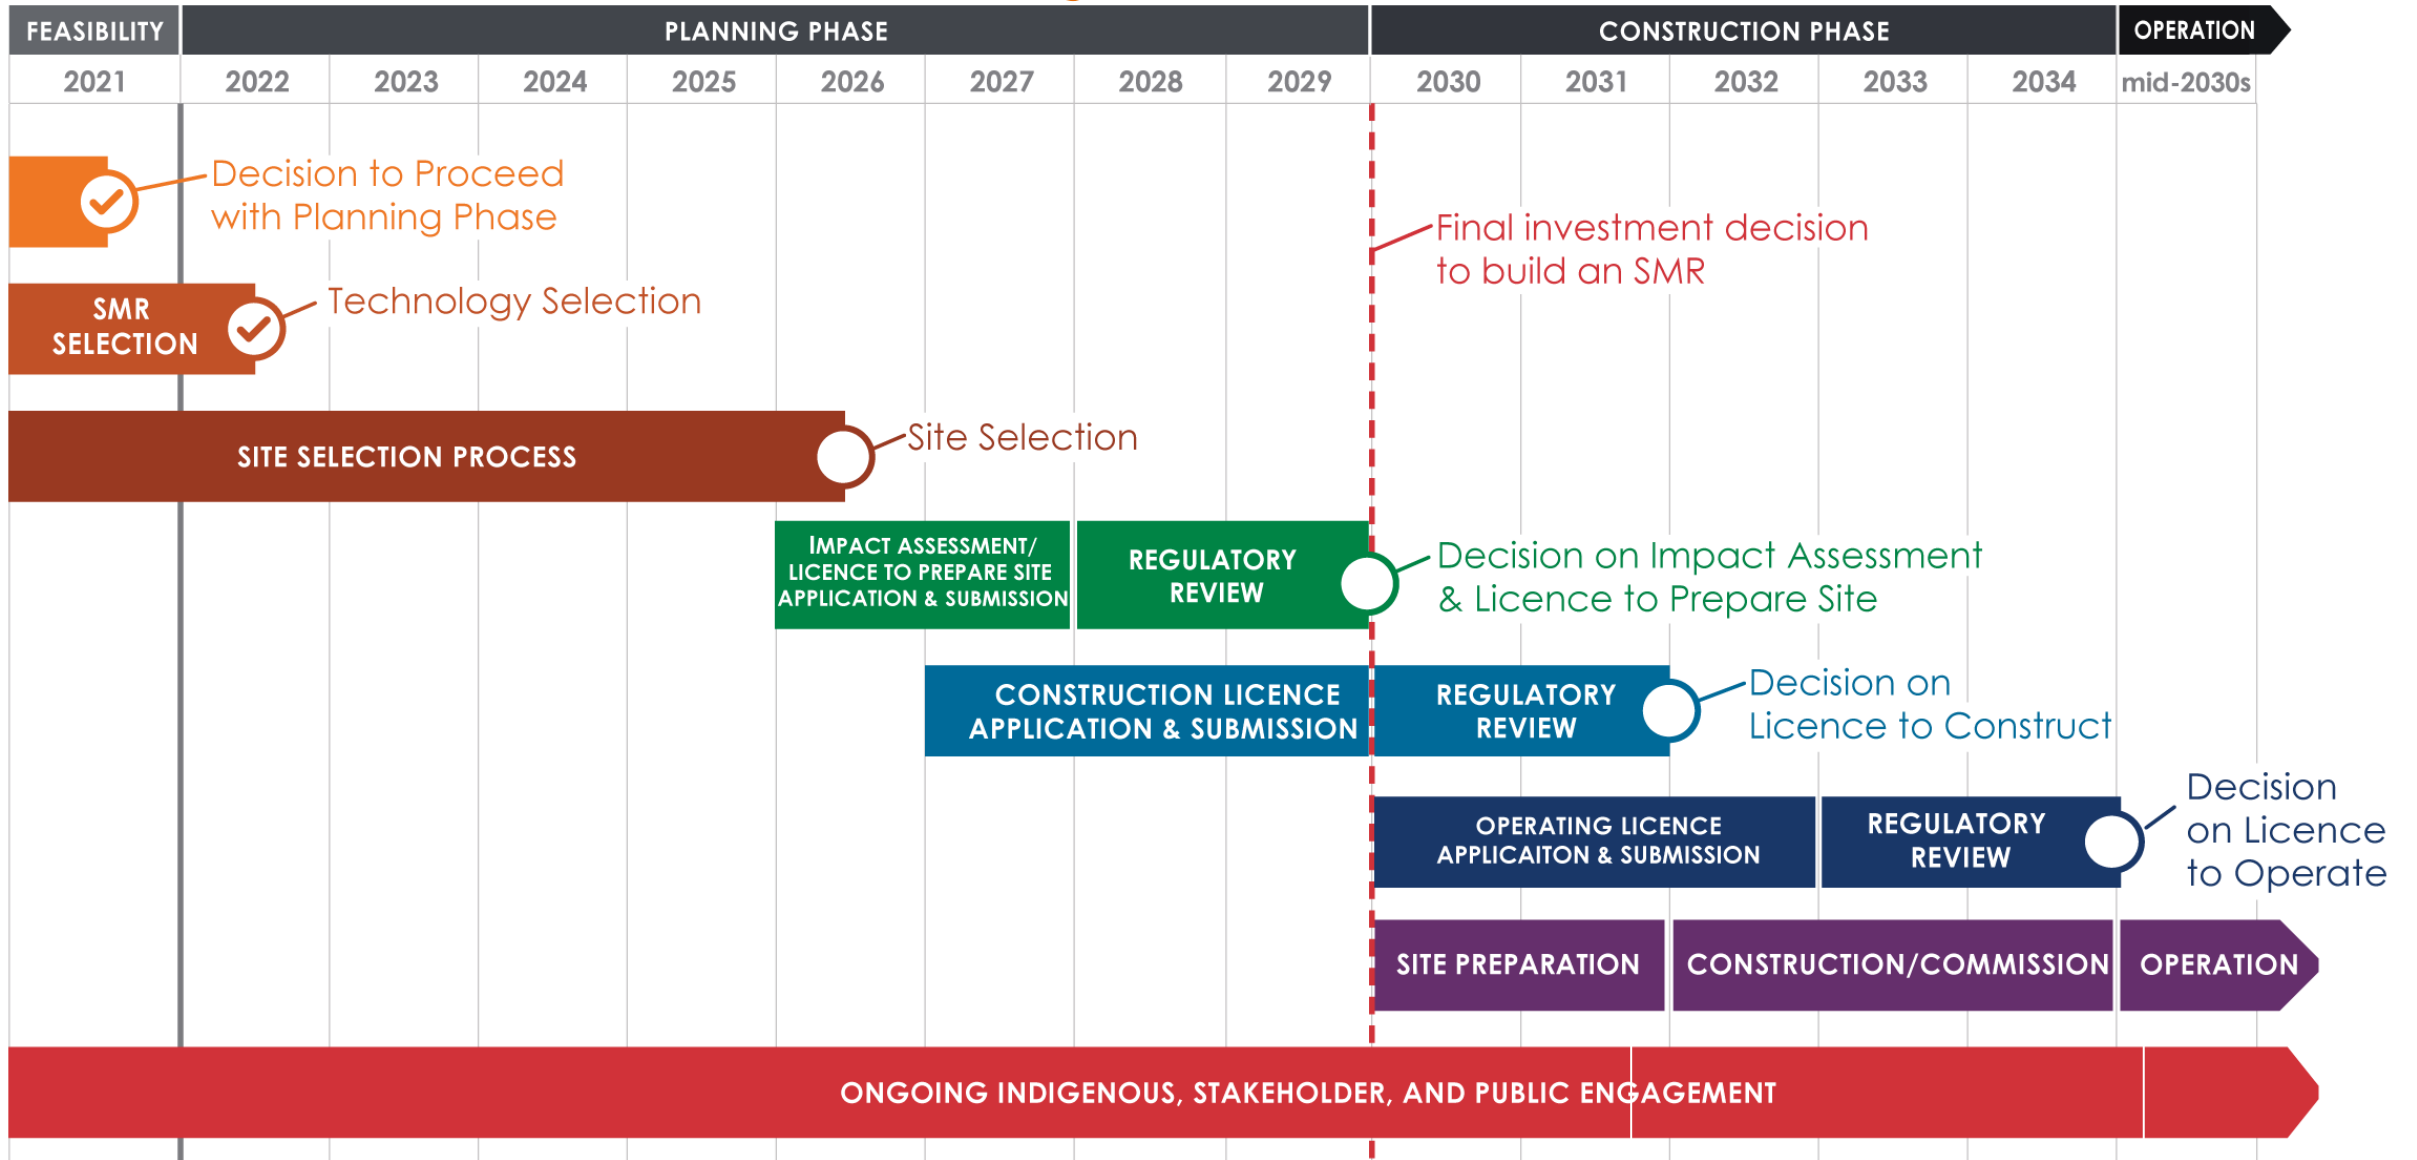 FEASIBILITY PLANNING PHASE CONSTRUCTION PHASE OPERATION
2021 2022 2023 2024 2025 2026 2027 2028 2029 2030 2031 2032 2033 2034 mid-2030s
Decision to Proceed
with Planning Phase
Final investment decision
to build an SMR
SMR
SELECTION
Technology Selection
SITE SELECTION PROCESS
Site Selection
IMPACT ASSESSMENT/
LICENCE TO PREPARE SITE
APPLICATION & SUBMISSION
REGULATORY
REVIEW
Decision on Impact Assessment
& Licence to Prepare Site
CONSTRUCTION LICENCE
APPLICATION & SUBMISSION
REGULATORY
REVIEW
Decision on
Licence to Construct
OPERATING LICENCE
APPLICAITON & SUBMISSION
REGULATORY
REVIEW
Decision
on Licence
to Operate
SITE PREPARATION
CONSTRUCTION/COMMISSION
OPERATION
ONGOING INDIGENOUS, STAKEHOLDER, AND PUBLIC ENGAGEMENT